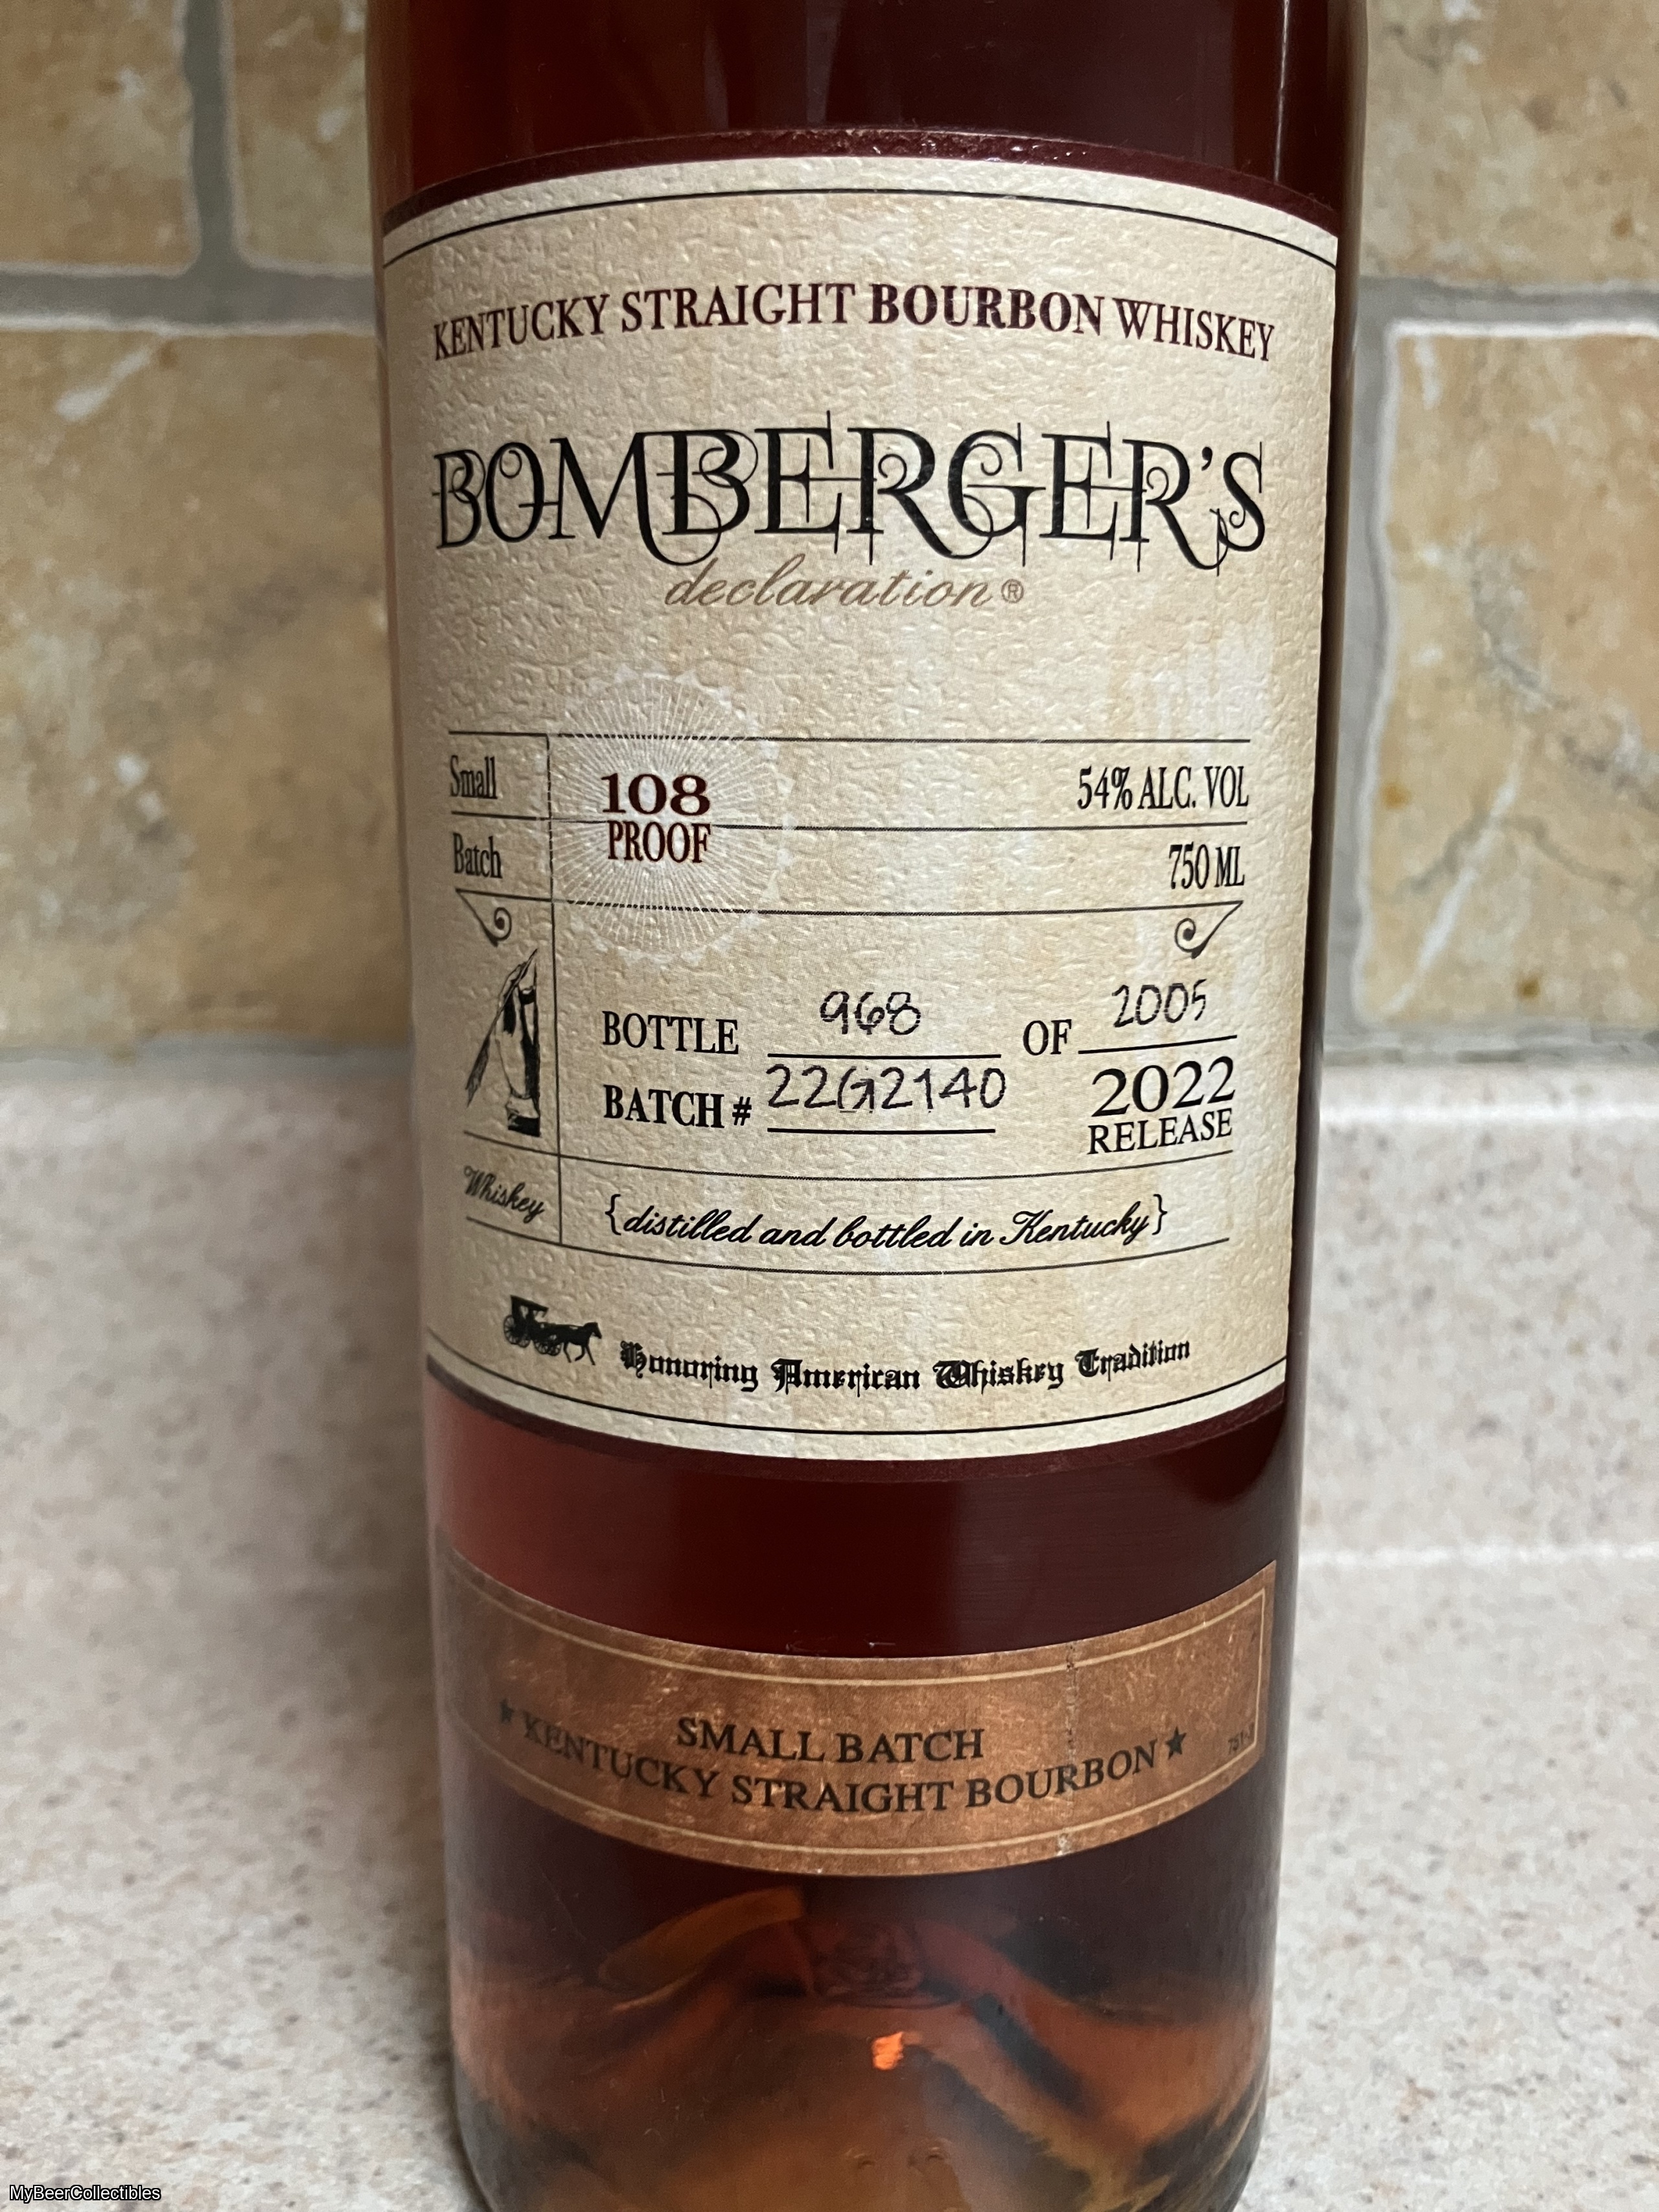 KENTUCKY STRAIGHT BOURBON WHISKEY
BOMBERGER'S
declaration®
Small
108
54% ALC. VOL
Batch
PROOF
750 ML
BOTTLE 968 OF 2005
BATCH # 22G2140
2022
RELEASE
Whiskey
{distilled and bottled in Kentucky}
Honoring American Whiskey Tradition
SMALL BATCH
★ KENTUCKY STRAIGHT BOURBON ★
MyBeerCollectibles